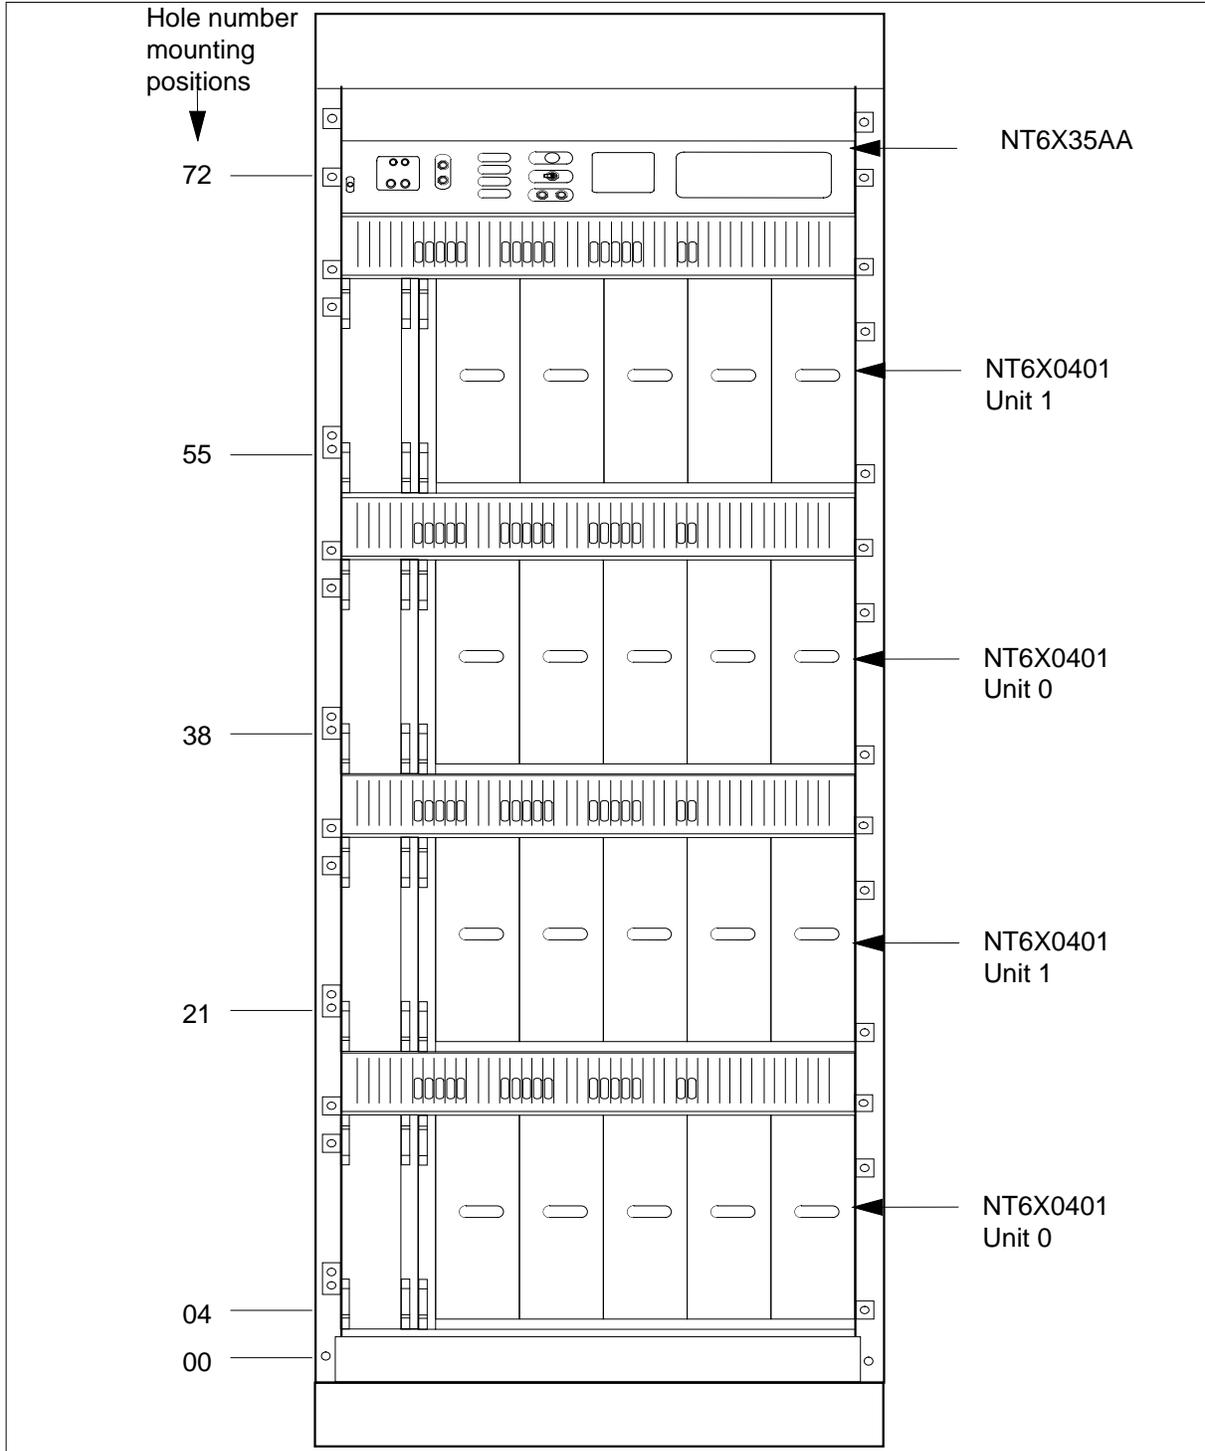 Hole number
mounting
positions
NT6X35AA
72
NT6X0401
Unit 1
55
NT6X0401
Unit 0
38
NT6X0401
Unit 1
21
NT6X0401
Unit 0
04
00